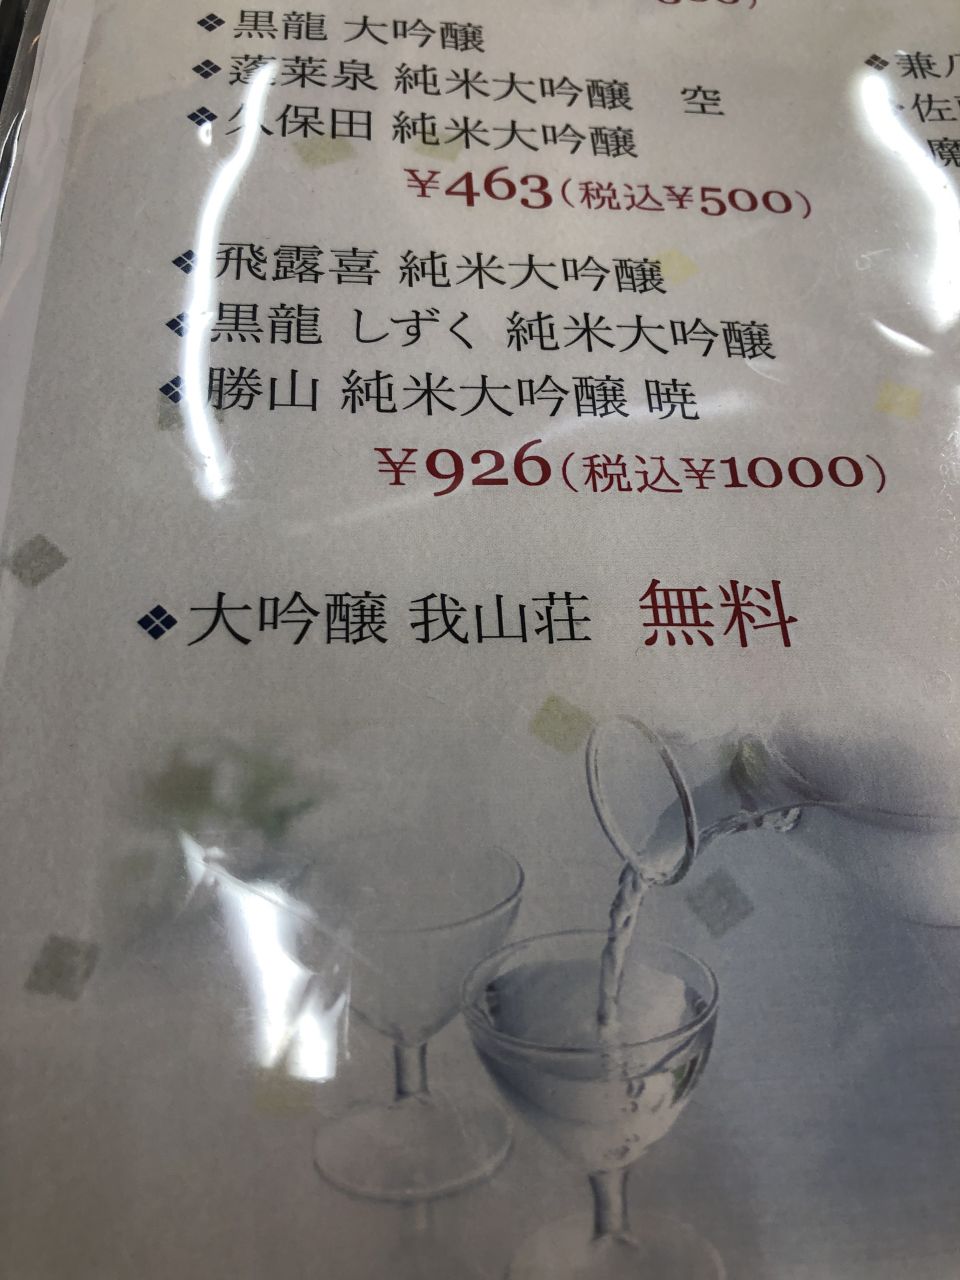 ❖黒龍 大吟醸
❖蓬莱泉 純米大吟醸 空
❖久保田 純米大吟醸
¥463(税込¥500)
❖飛露喜 純米大吟醸
❖黒龍 しずく 純米大吟醸
❖勝山 純米大吟醸 暁
¥926(税込¥1000)
❖大吟醸 我山荘 無料
❖兼
佐
魔